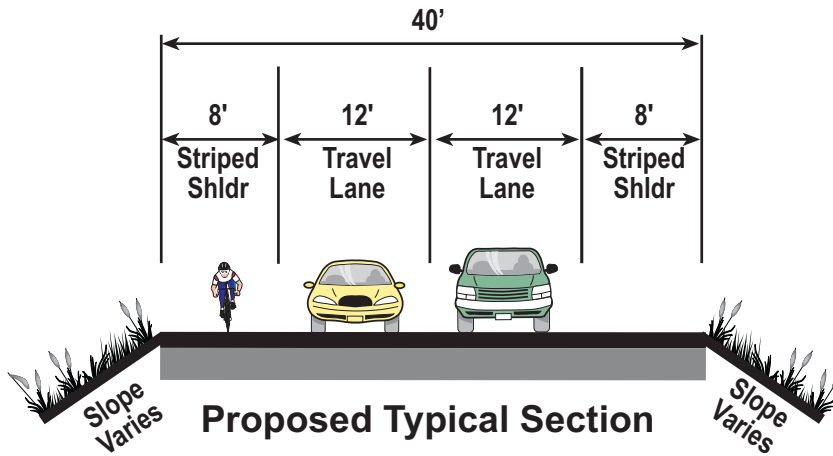 40’
8'
12'
12'
8'
Striped
Shldr
Travel
Lane
Travel
Lane
Striped
Shldr
Slope
Varies
Proposed Typical Section
Slope
Varies